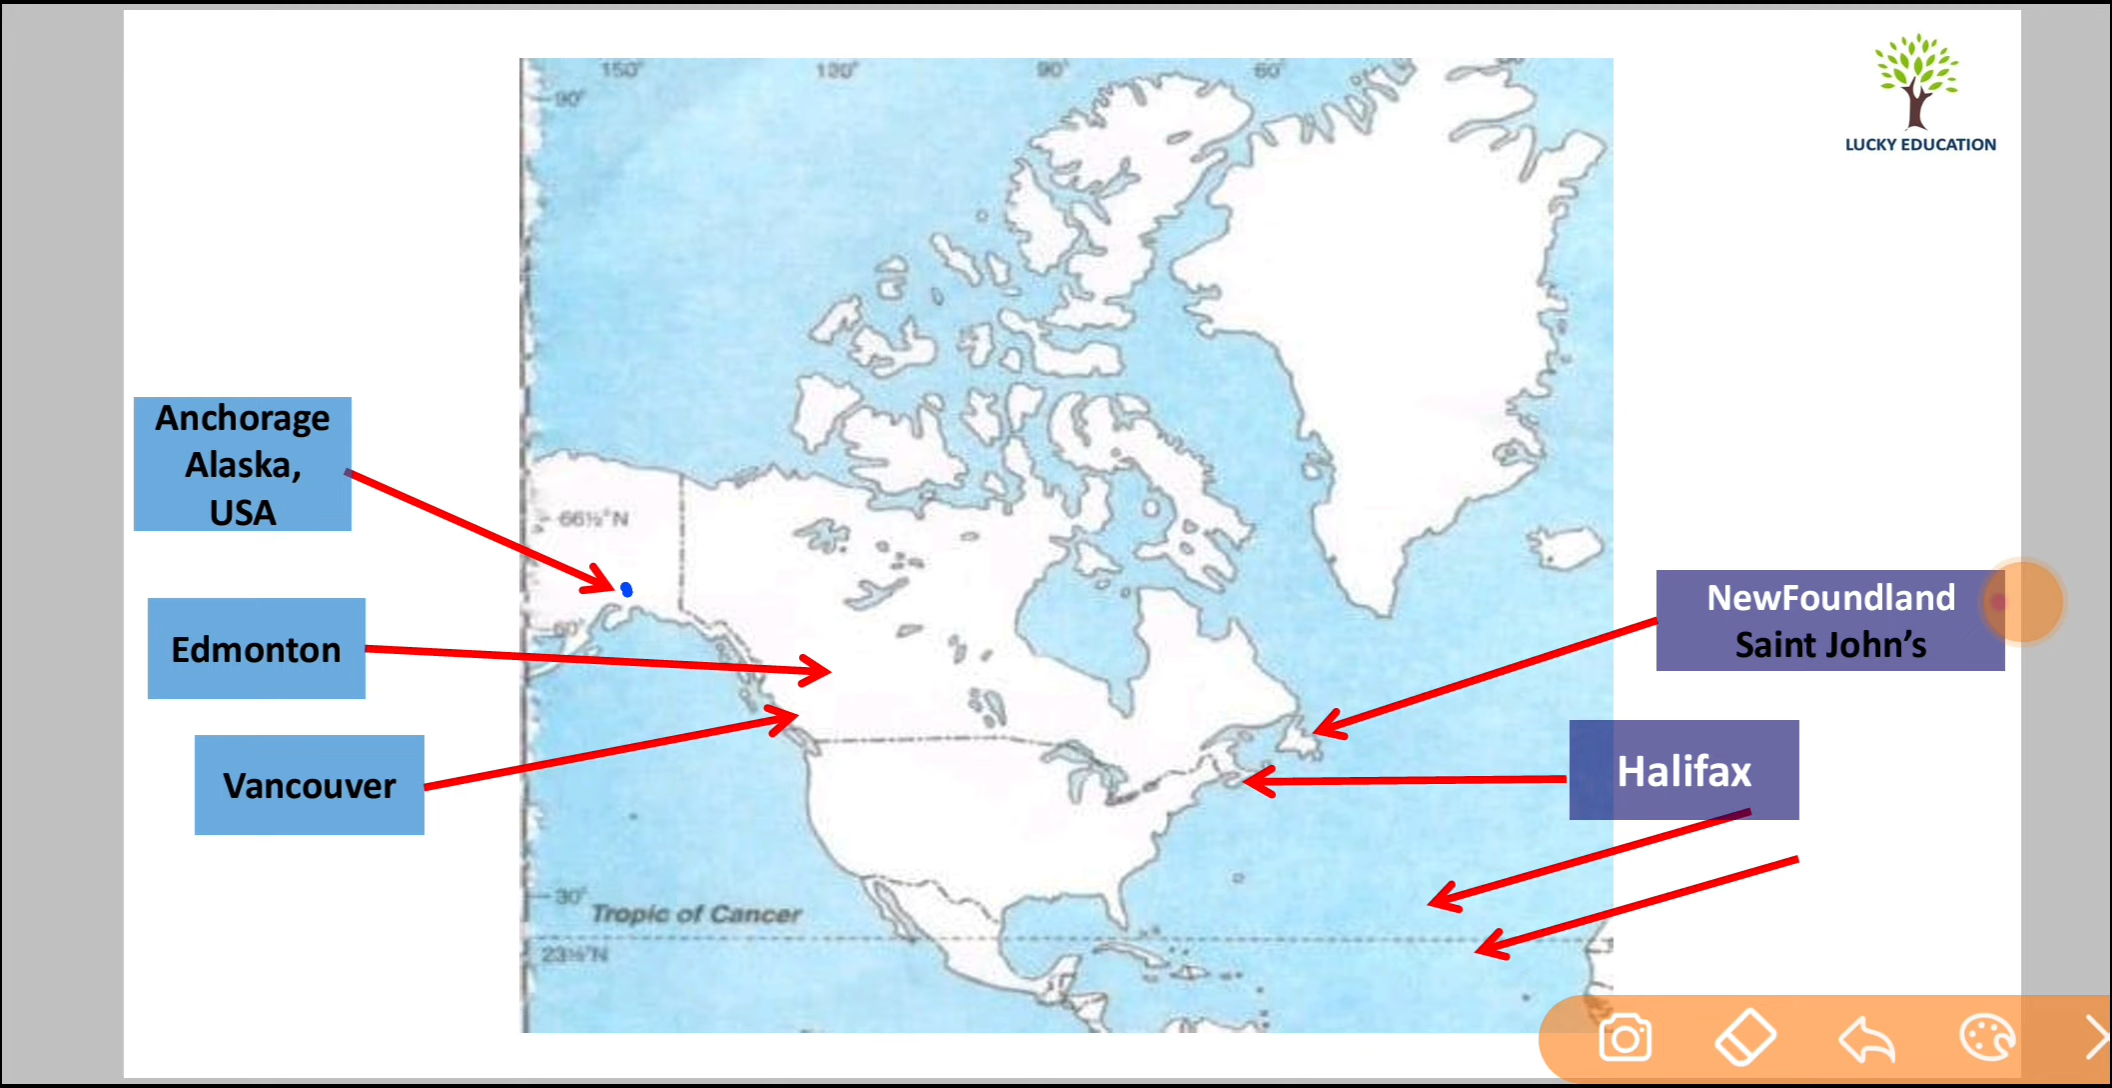 150°
120°
90°
60°
90°
LUCKY EDUCATION
Anchorage
Alaska,
USA
66½°N
NewFoundland
Saint John's
Edmonton
60°
Halifax
Vancouver
30°
Tropic of Cancer
23½°N